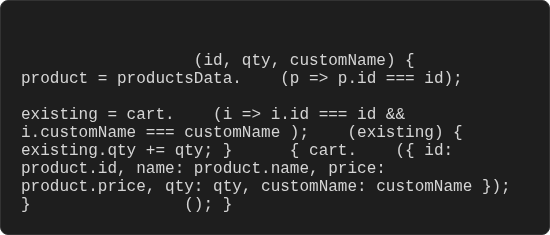 (id, qty, customName) {
product = productsData.    (p => p.id === id);
existing = cart.    (i => i.id === id &&
i.customName === customName );    (existing) {
existing.qty += qty; }      { cart.    ({ id:
product.id, name: product.name, price:
product.price, qty: qty, customName: customName });
}                (); }